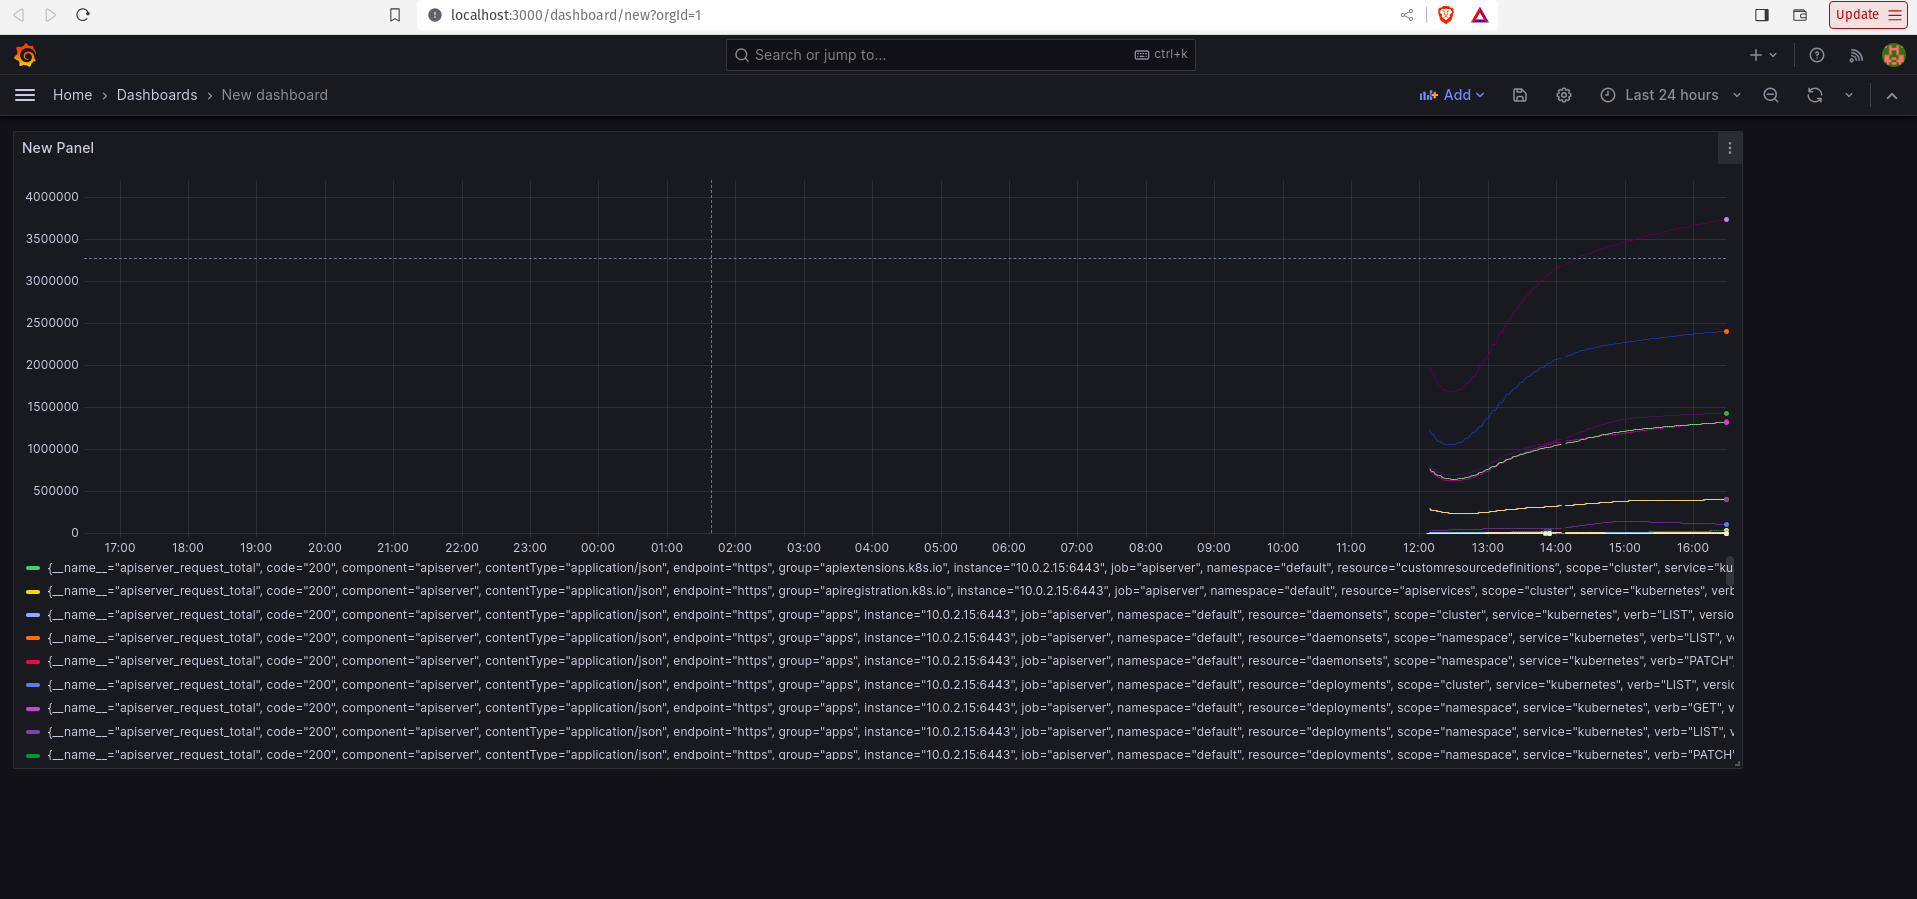 localhost:3000/dashboard/new?orgId=1
Update
Search or jump to... ctrl+k
Home › Dashboards › New dashboard
Add
Last 24 hours
New Panel
4000000
3500000
3000000
2500000
2000000
1500000
1000000
500000
0
17:00 18:00 19:00 20:00 21:00 22:00 23:00 00:00 01:00 02:00 03:00 04:00 05:00 06:00 07:00 08:00 09:00 10:00 11:00 12:00 13:00 14:00 15:00 16:00
{__name__="apiserver_request_total", code="200", component="apiserver", contentType="application/json", endpoint="https", group="apiextensions.k8s.io", instance="10.0.2.15:6443", job="apiserver", namespace="default", resource="customresourcedefinitions", scope="cluster", service="ku
{__name__="apiserver_request_total", code="200", component="apiserver", contentType="application/json", endpoint="https", group="apiregistration.k8s.io", instance="10.0.2.15:6443", job="apiserver", namespace="default", resource="apiservices", scope="cluster", service="kubernetes", verb
{__name__="apiserver_request_total", code="200", component="apiserver", contentType="application/json", endpoint="https", group="apps", instance="10.0.2.15:6443", job="apiserver", namespace="default", resource="daemonsets", scope="cluster", service="kubernetes", verb="LIST", versio
{__name__="apiserver_request_total", code="200", component="apiserver", contentType="application/json", endpoint="https", group="apps", instance="10.0.2.15:6443", job="apiserver", namespace="default", resource="daemonsets", scope="namespace", service="kubernetes", verb="LIST", v
{__name__="apiserver_request_total", code="200", component="apiserver", contentType="application/json", endpoint="https", group="apps", instance="10.0.2.15:6443", job="apiserver", namespace="default", resource="daemonsets", scope="namespace", service="kubernetes", verb="PATCH",
{__name__="apiserver_request_total", code="200", component="apiserver", contentType="application/json", endpoint="https", group="apps", instance="10.0.2.15:6443", job="apiserver", namespace="default", resource="deployments", scope="cluster", service="kubernetes", verb="LIST", versic
{__name__="apiserver_request_total", code="200", component="apiserver", contentType="application/json", endpoint="https", group="apps", instance="10.0.2.15:6443", job="apiserver", namespace="default", resource="deployments", scope="namespace", service="kubernetes", verb="GET", v
{__name__="apiserver_request_total", code="200", component="apiserver", contentType="application/json", endpoint="https", group="apps", instance="10.0.2.15:6443", job="apiserver", namespace="default", resource="deployments", scope="namespace", service="kubernetes", verb="LIST", v
{__name__="apiserver_request_total", code="200", component="apiserver", contentType="application/json", endpoint="https", group="apps", instance="10.0.2.15:6443", job="apiserver", namespace="default", resource="deployments", scope="namespace", service="kubernetes", verb="PATCH"